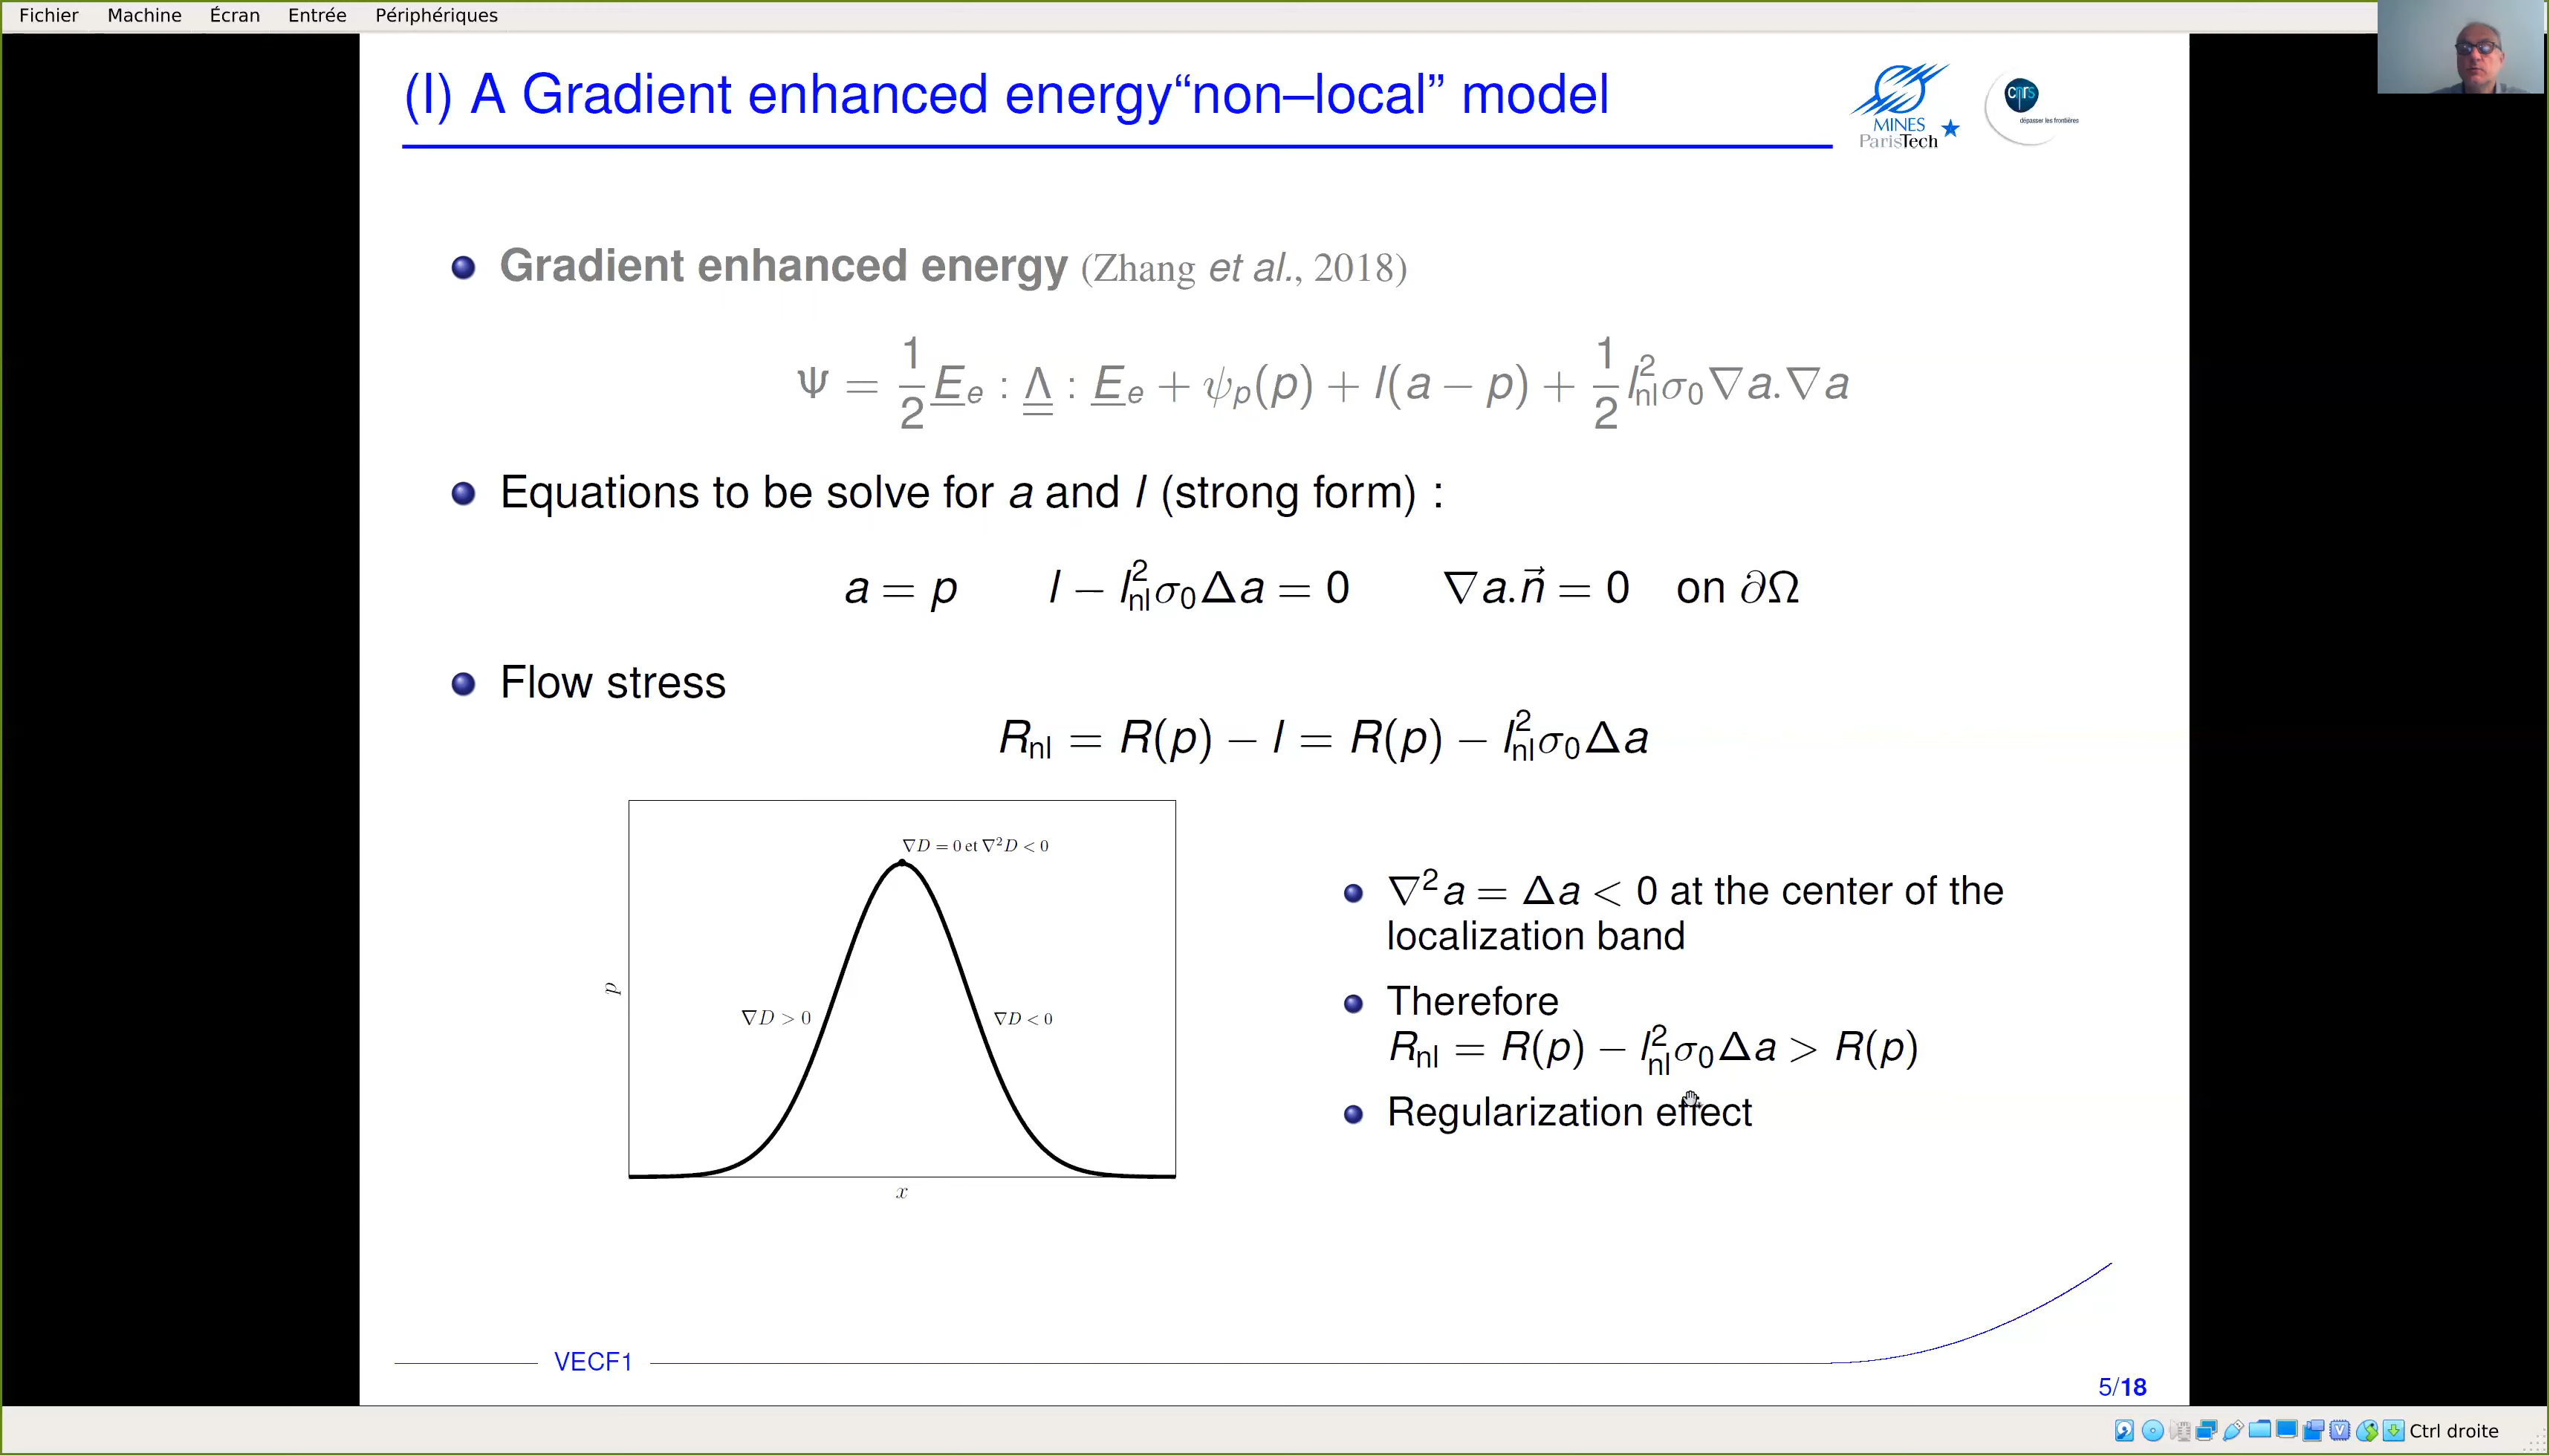 Fichier Machine Écran Entrée Périphériques
(I) A Gradient enhanced energy“non–local” model
MINES
ParisTech
cnrs
dépasser les frontières
Gradient enhanced energy (Zhang et al., 2018)
Ψ = 1/2 E_e : Λ : E_e + ψ_p(p) + l(a − p) + 1/2 l_nl^2 σ_0 ∇a.∇a
Equations to be solve for a and l (strong form) :
a = p l − l_nl^2 σ_0 Δa = 0 ∇a.n⃗ = 0 on ∂Ω
Flow stress
R_nl = R(p) − l = R(p) − l_nl^2 σ_0 Δa
∇D = 0 et ∇²D < 0
p
∇D > 0
∇D < 0
x
∇²a = Δa < 0 at the center of the
localization band
Therefore
R_nl = R(p) − l_nl^2 σ_0 Δa > R(p)
Regularization effect
VECF1
5/18
Ctrl droite